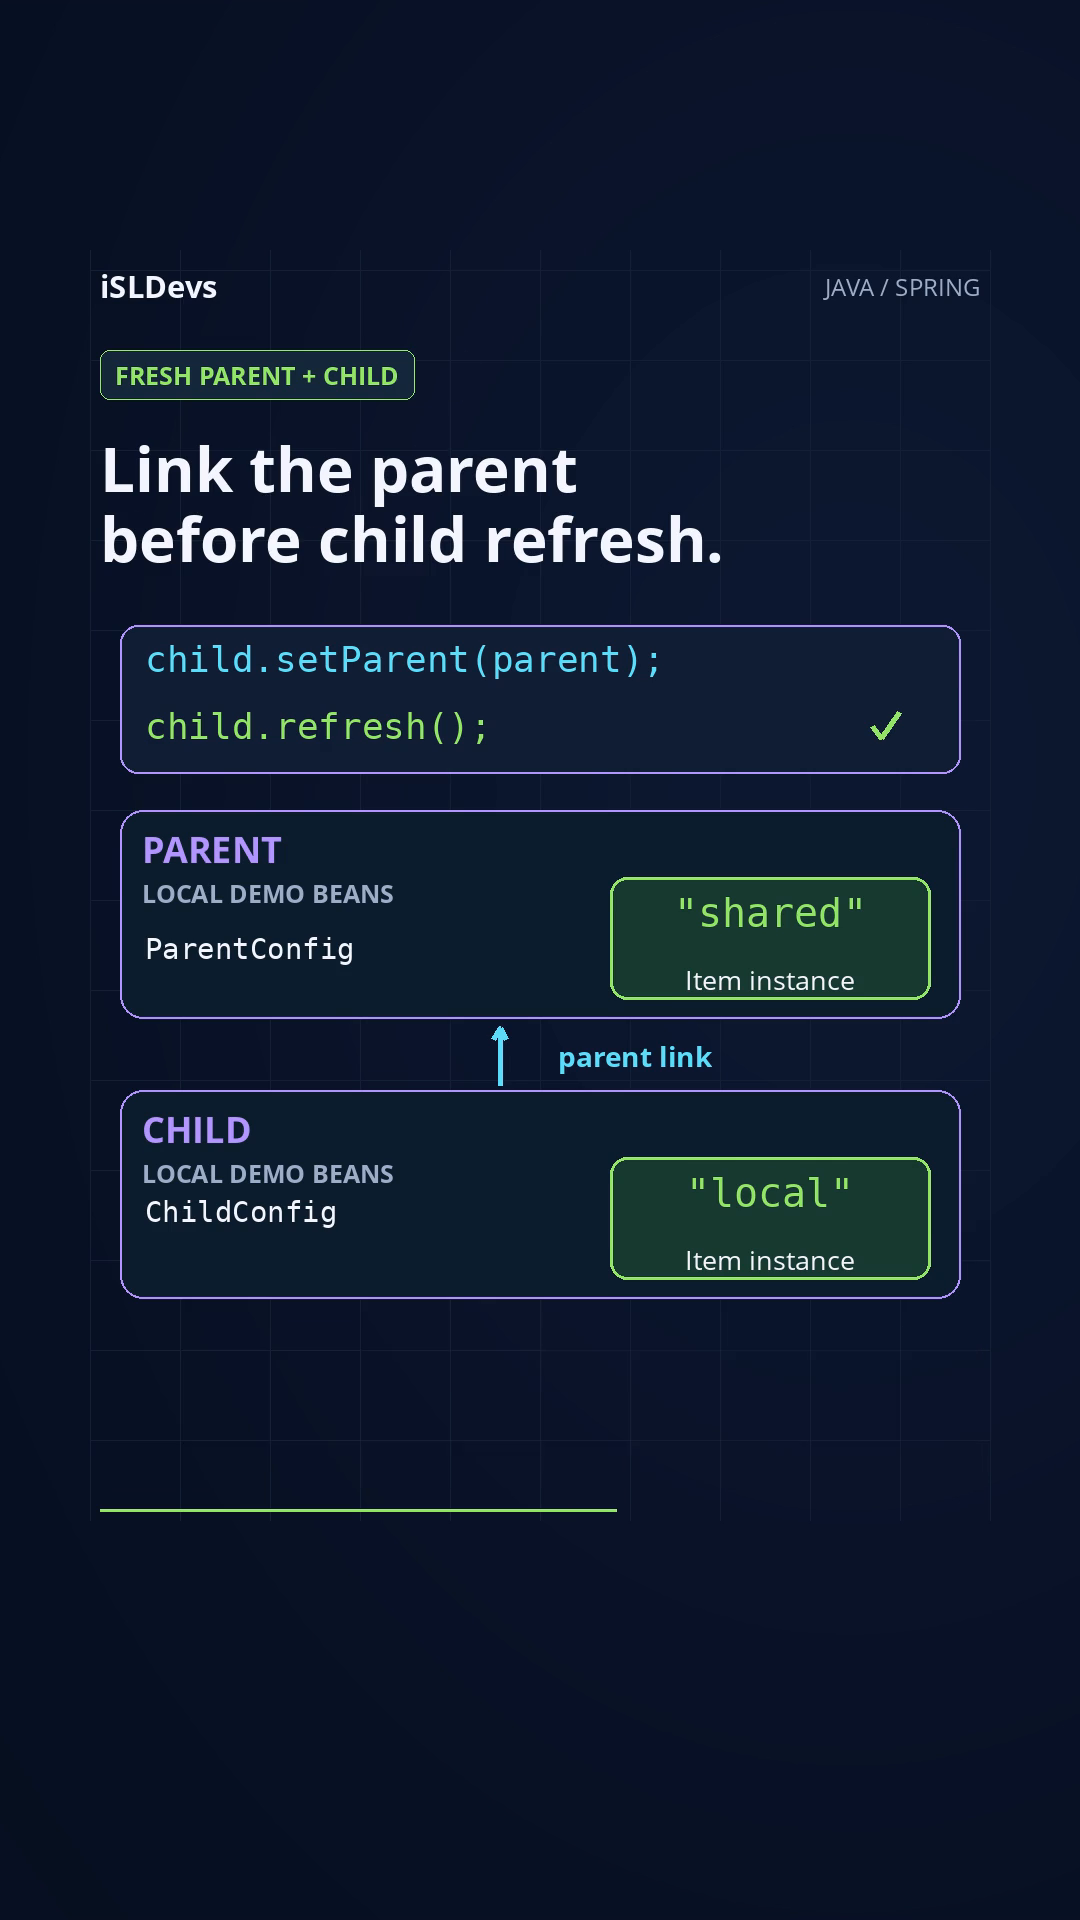 iSLDevs
JAVA / SPRING
FRESH PARENT + CHILD
Link the parent
before child refresh.
child.setParent(parent);
child.refresh();
PARENT
LOCAL DEMO BEANS
ParentConfig
"shared"
Item instance
parent link
CHILD
LOCAL DEMO BEANS
ChildConfig
"local"
Item instance